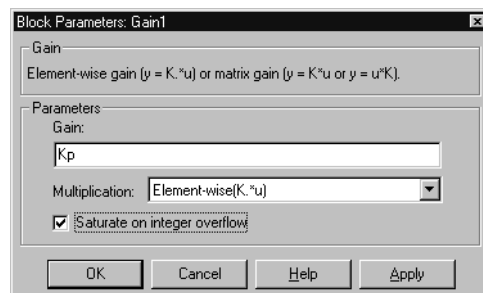 Block Parameters: Gain1
Gain
Element-wise gain (y = K.*u) or matrix gain (y = K*u or y = u*K).
Parameters
Gain:
Kp
Multiplication: Element-wise(K.*u)
Saturate on integer overflow
OK Cancel Help Apply